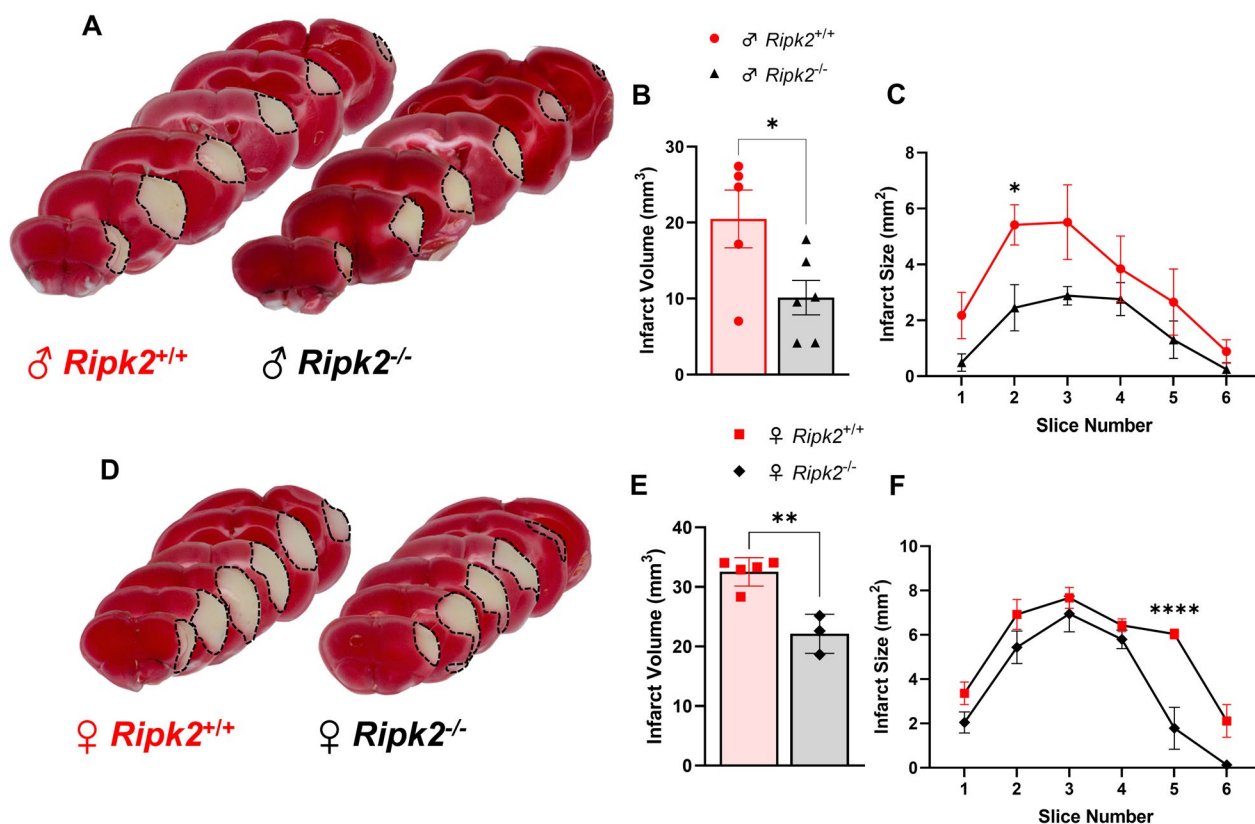 A
♂ Ripk2+/+
♂ Ripk2-/-
♂ Ripk2+/+
♂ Ripk2-/-
B
*
Infarct Volume (mm³)
30
20
10
0
C
*
Infarct Size (mm²)
8
6
4
2
0
1 2 3 4 5 6
Slice Number
D
♀ Ripk2+/+
♀ Ripk2-/-
♀ Ripk2+/+
♀ Ripk2-/-
E
**
Infarct Volume (mm³)
40
30
20
10
0
F
****
Infarct Size (mm²)
10
8
6
4
2
0
1 2 3 4 5 6
Slice Number